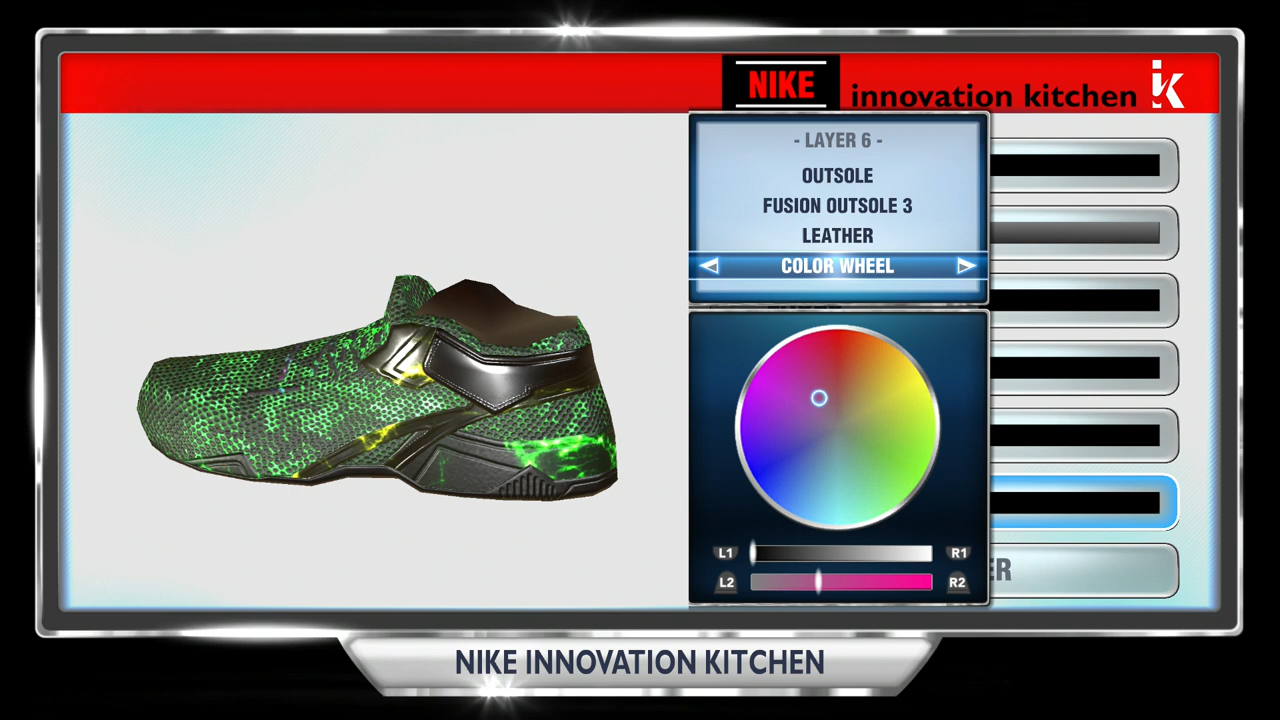 NIKE
innovation kitchen
- LAYER 6 -
OUTSOLE
FUSION OUTSOLE 3
LEATHER
COLOR WHEEL
L1
R1
L2
R2
ER
NIKE INNOVATION KITCHEN